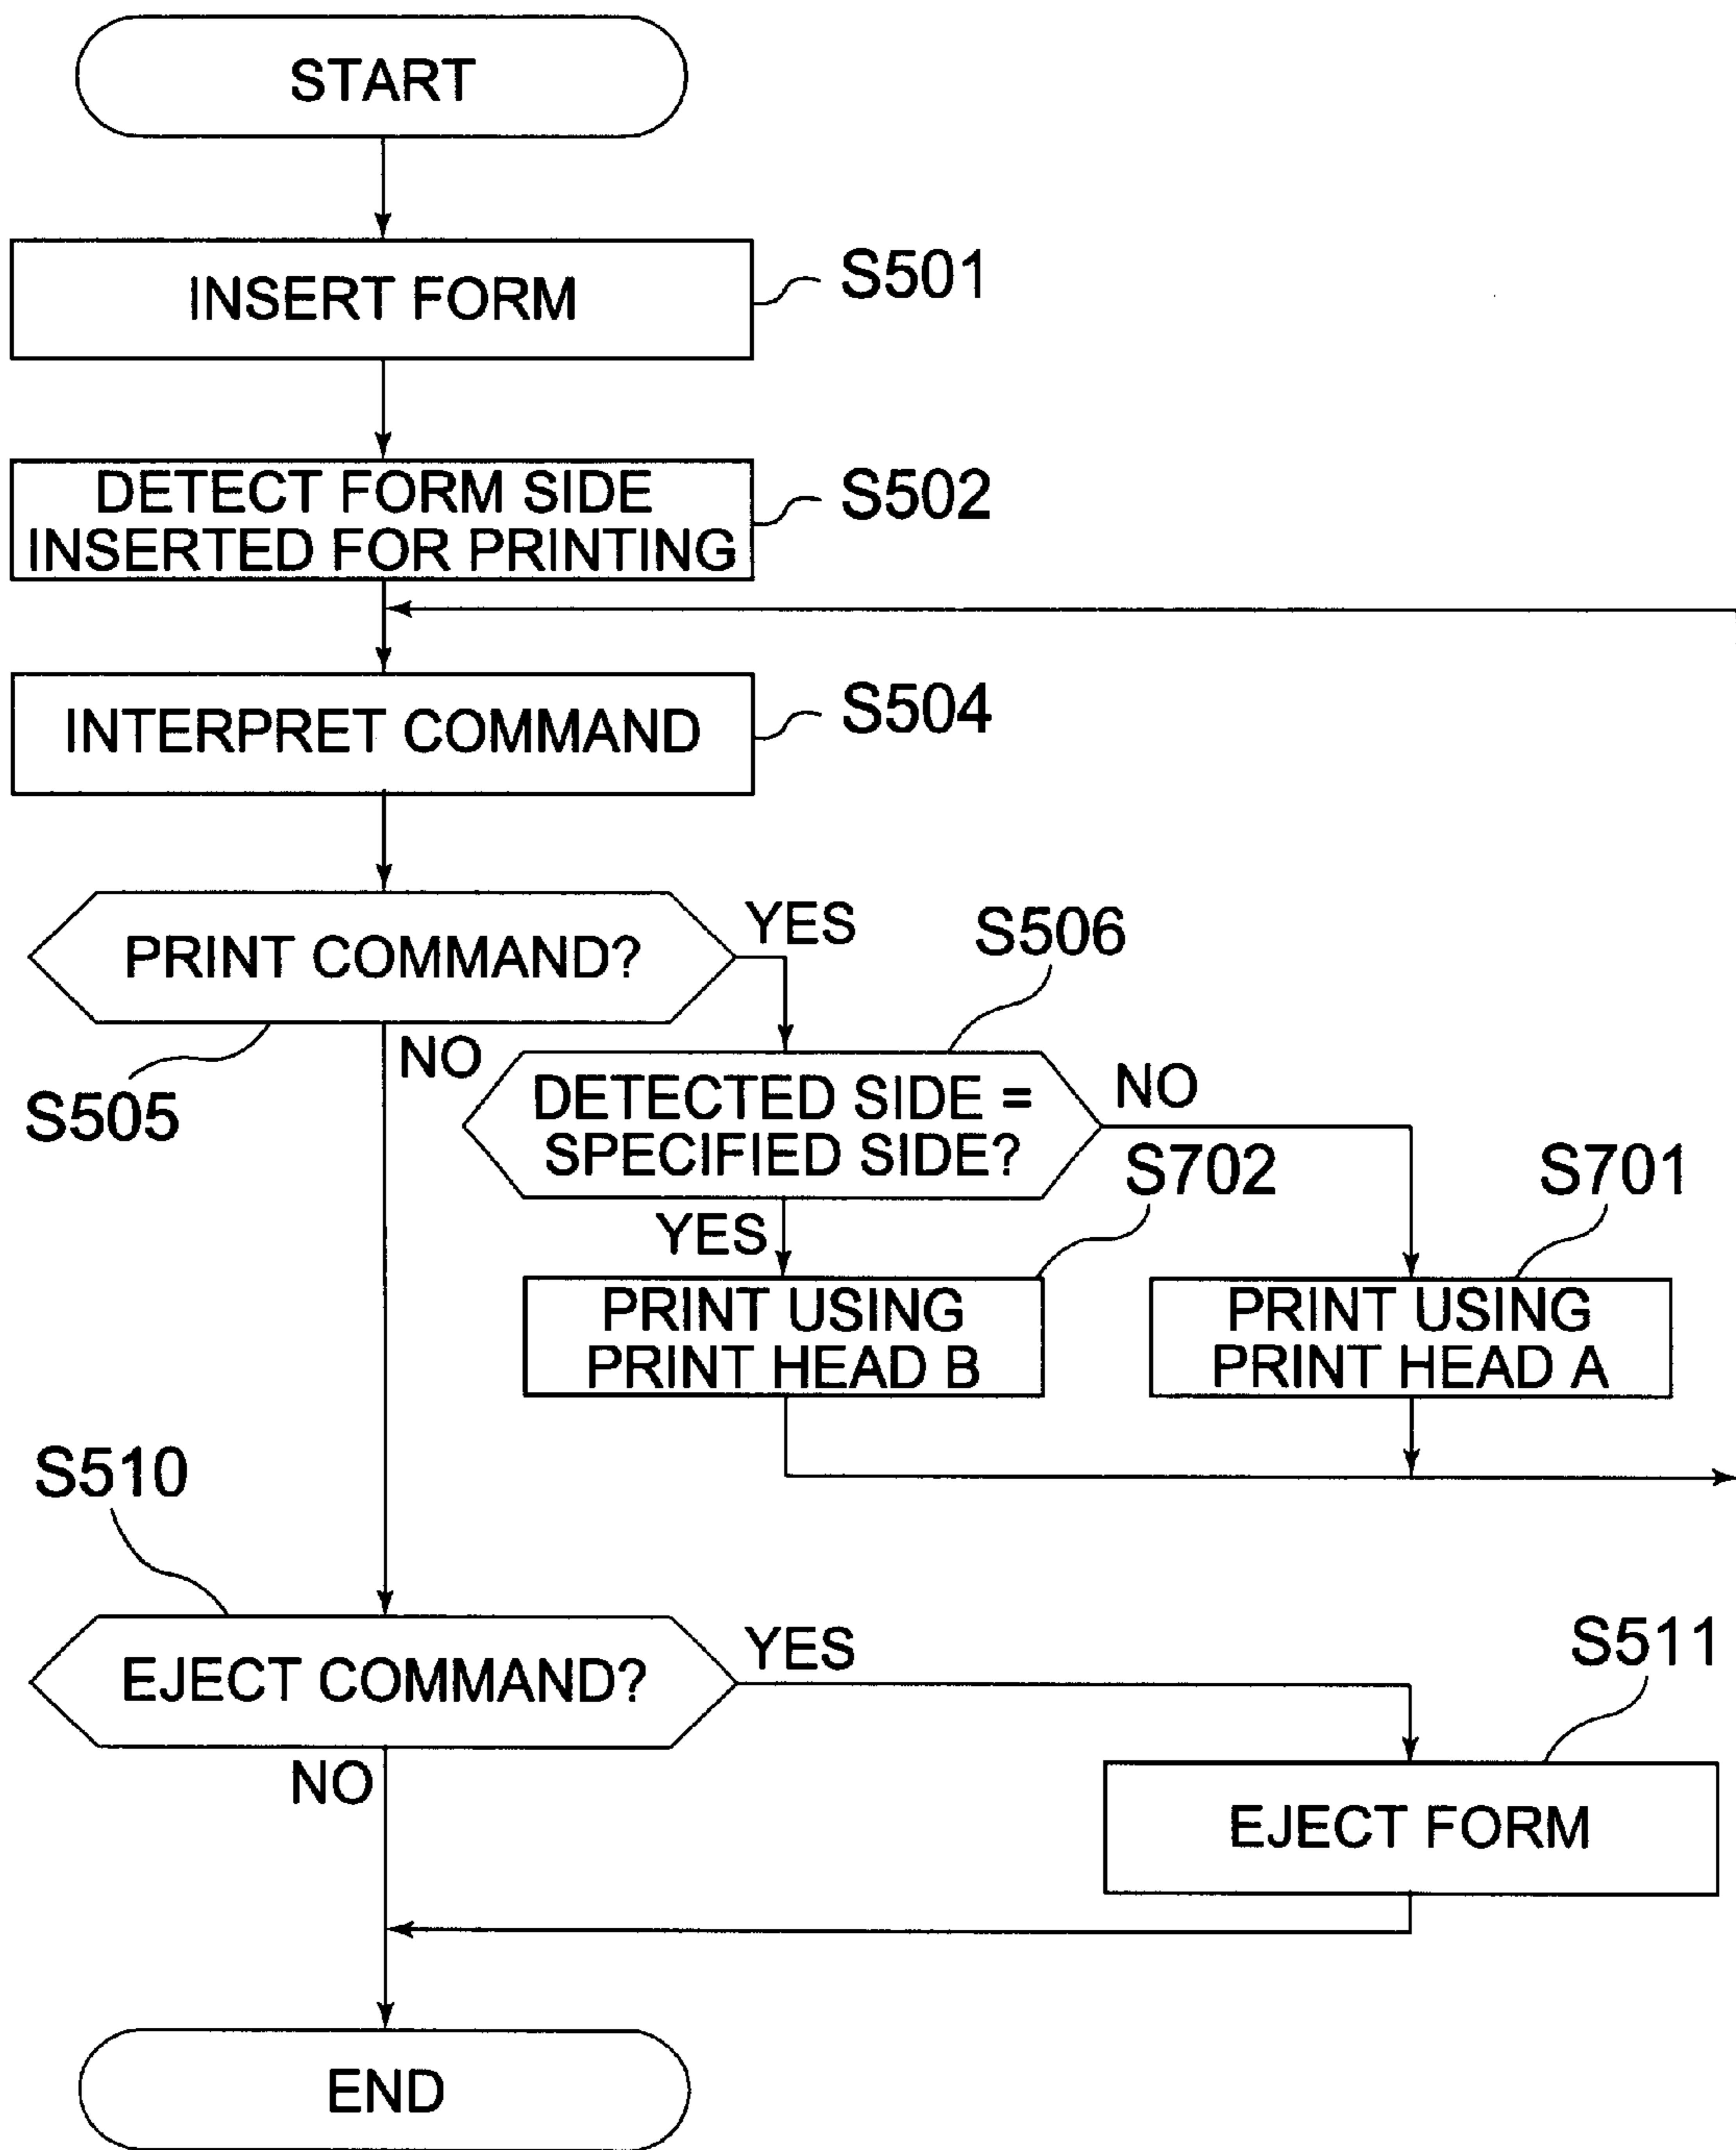 START
INSERT FORM
S501
DETECT FORM SIDE
INSERTED FOR PRINTING
S502
INTERPRET COMMAND
S504
PRINT COMMAND?
YES
NO
S505
S506
DETECTED SIDE =
SPECIFIED SIDE?
NO
YES
S702
PRINT USING
PRINT HEAD B
S701
PRINT USING
PRINT HEAD A
S510
EJECT COMMAND?
YES
NO
S511
EJECT FORM
END